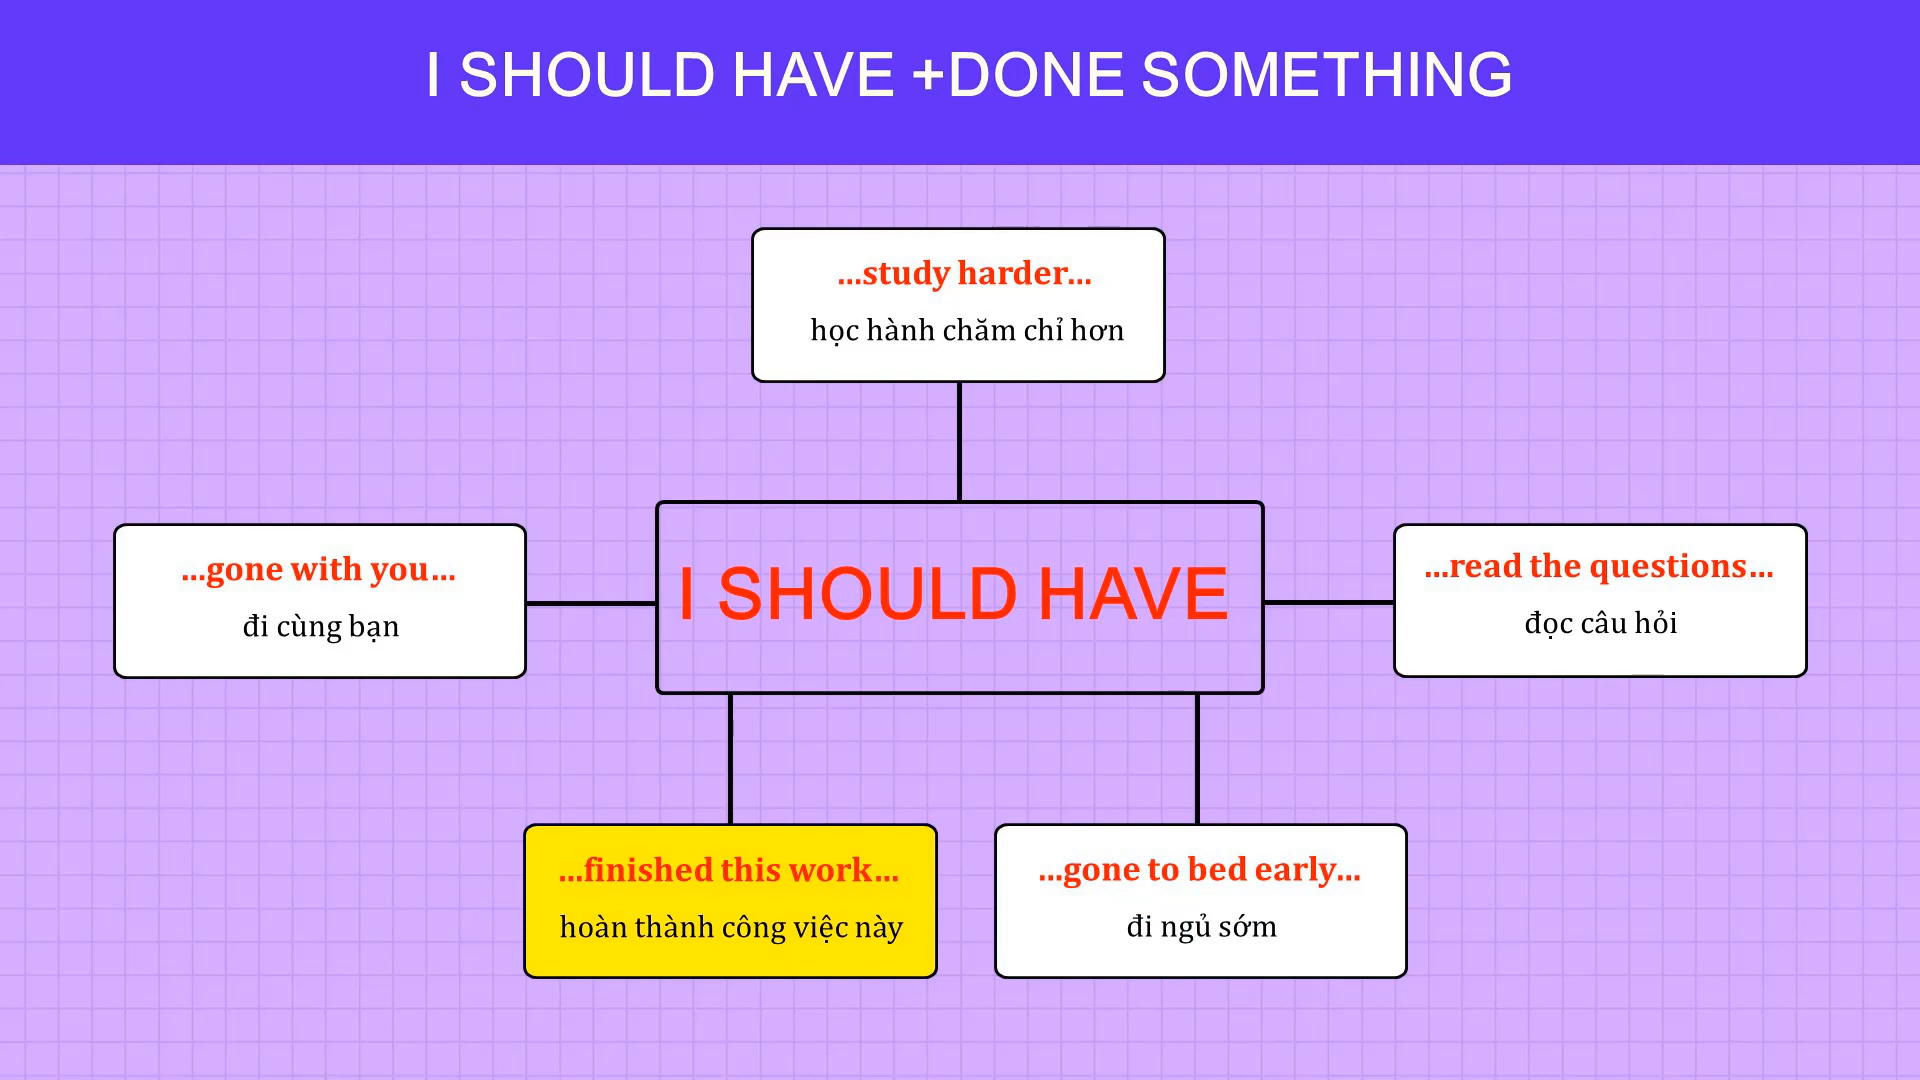 I SHOULD HAVE +DONE SOMETHING
...study harder...
học hành chăm chỉ hơn
...gone with you...
đi cùng bạn
I SHOULD HAVE
...read the questions...
đọc câu hỏi
...finished this work...
hoàn thành công việc này
...gone to bed early...
đi ngủ sớm